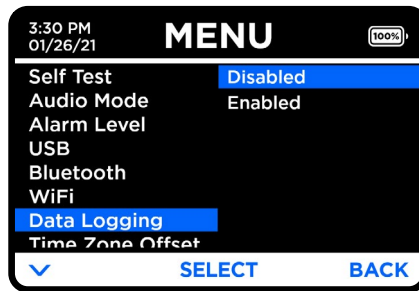 3:30 PM
01/26/21
MENU
100%
Self Test
Disabled
Audio Mode
Enabled
Alarm Level
USB
Bluetooth
WiFi
Data Logging
Time Zone Offset
SELECT
BACK